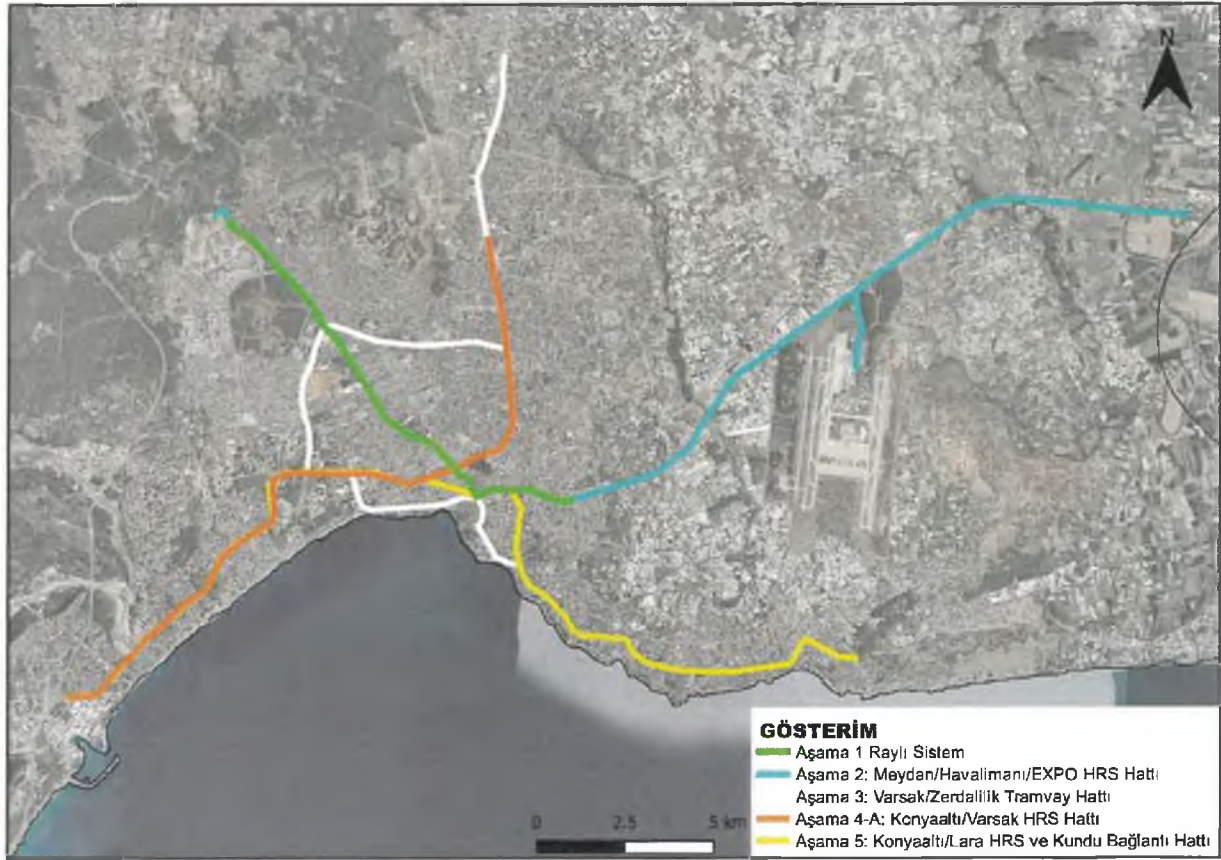 N
GÖSTERİM
Aşama 1 Raylı Sistem
Aşama 2: Meydan/Havalimanı/EXPO HRS Hattı
Aşama 3: Varsak/Zerdalilik Tramvay Hattı
Aşama 4-A: Konyaaltı/Varsak HRS Hattı
Aşama 5: Konyaaltı/Lara HRS ve Kundu Bağlantı Hattı
0 2.5 5 km